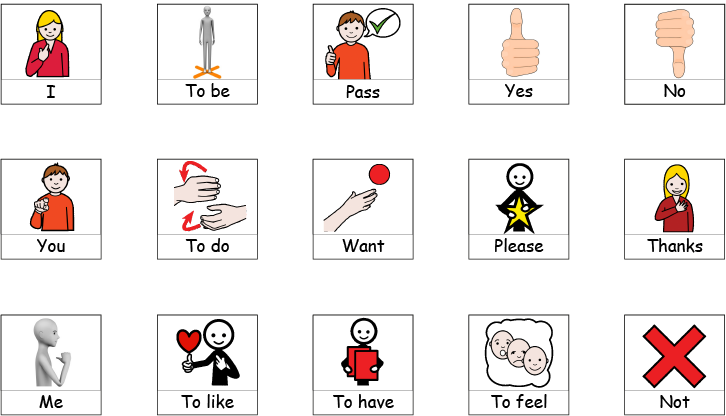 I
To be
Pass
Yes
No
You
To do
Want
Please
Thanks
Me
To like
To have
To feel
Not